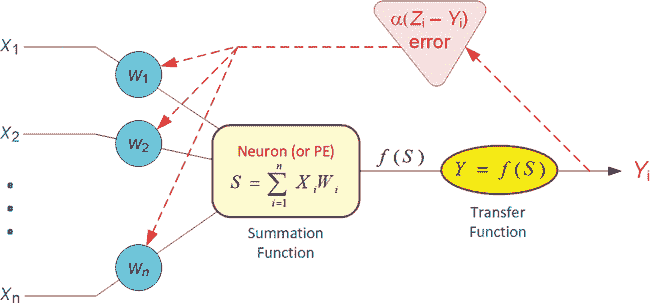 X1
X2
Xn
W1
W2
Wn
α(Zi – Yi)
error
Neuron (or PE)
S = ∑ i=1 n XiWi
Summation
Function
f(S)
Y = f(S)
Transfer
Function
Yi